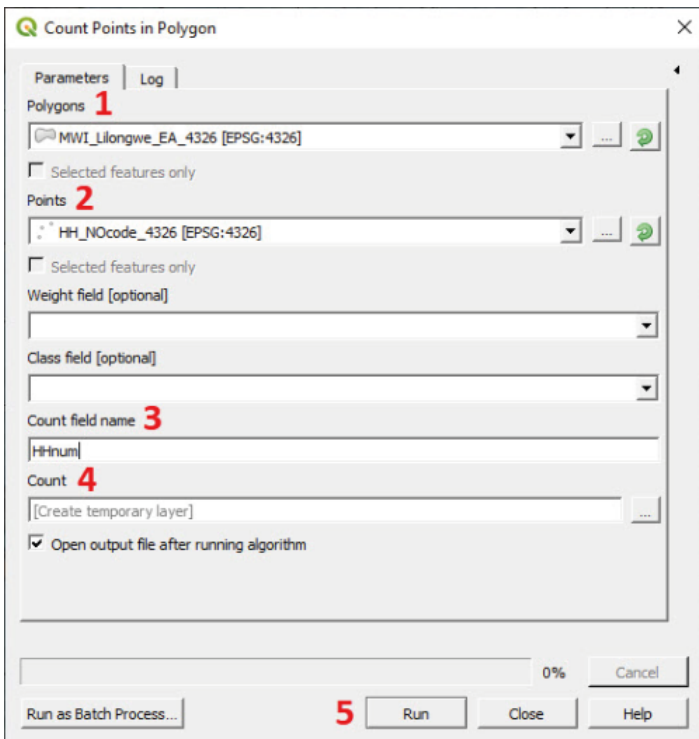 Count Points in Polygon
Parameters Log
Polygons 1
MWI_Lilongwe_EA_4326 [EPSG:4326]
...
Selected features only
Points 2
HH_NOcode_4326 [EPSG:4326]
...
Selected features only
Weight field [optional]
Class field [optional]
Count field name 3
HHnum
Count 4
[Create temporary layer]
...
Open output file after running algorithm
0% Cancel
Run as Batch Process... 5 Run Close Help